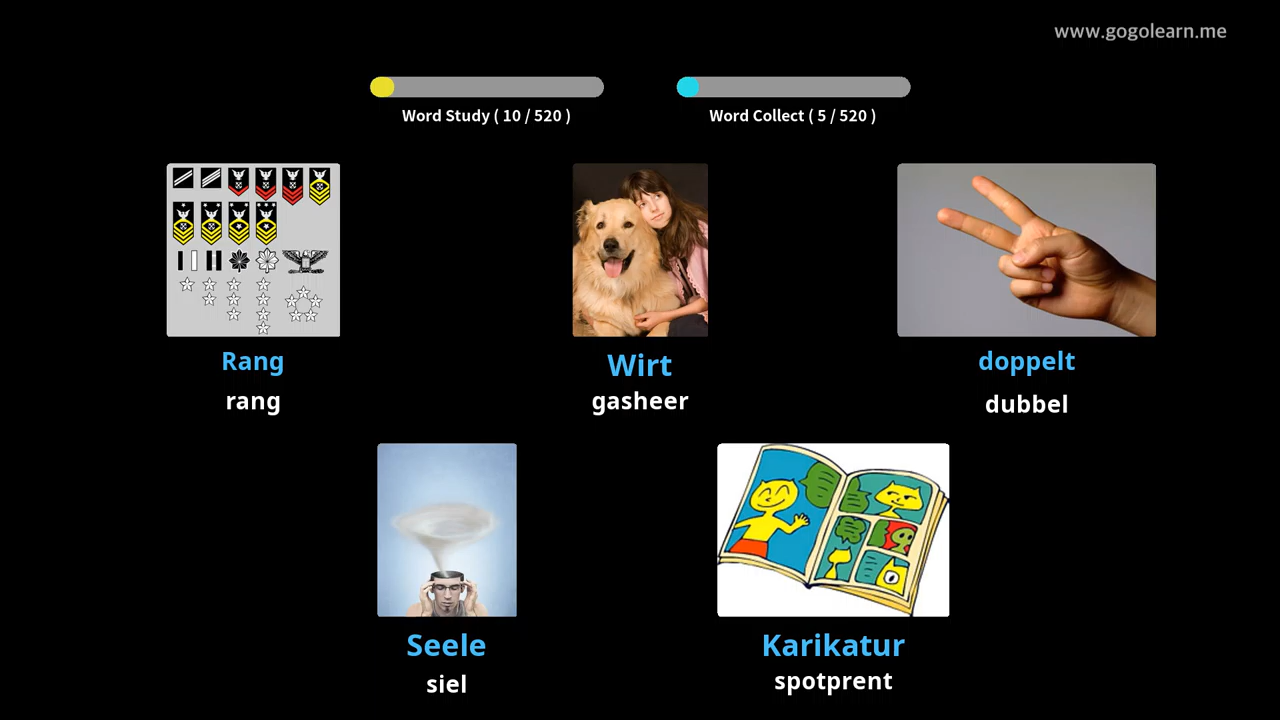 www.gogolearn.me
Word Study ( 10 / 520 )
Word Collect ( 5 / 520 )
Rang
rang
Wirt
gasheer
doppelt
dubbel
Seele
siel
Karikatur
spotprent